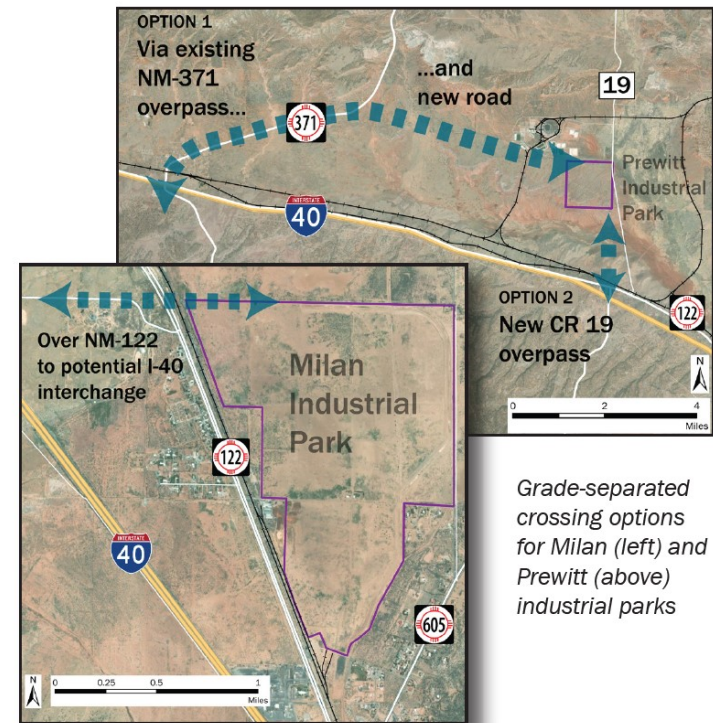 OPTION 1
Via existing
NM-371
overpass...
...and
new road
371
19
Prewitt
Industrial
Park
INTERSTATE
40
OPTION 2
New CR 19
overpass
122
N
0 2 4
Miles
Over NM-122
to potential I-40
interchange
Milan
Industrial
Park
122
INTERSTATE
40
605
N
0 0.25 0.5 1
Miles
Grade-separated
crossing options
for Milan (left) and
Prewitt (above)
industrial parks